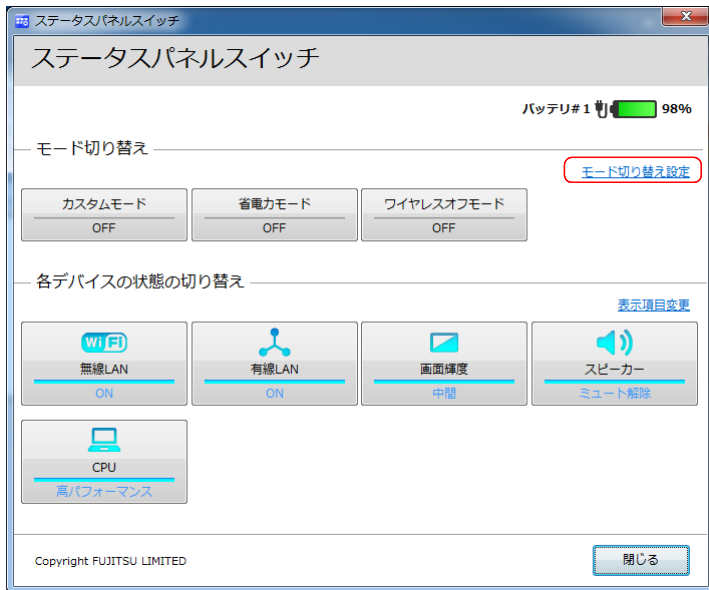 ステータスパネルスイッチ
ステータスパネルスイッチ
バッテリ#1 98%
モード切り替え
モード切り替え設定
カスタムモード 省電力モード ワイヤレスオフモード
OFF OFF OFF
各デバイスの状態の切り替え
表示項目変更
WiFi
無線LAN 有線LAN 画面輝度 スピーカー
ON ON 中間 ミュート解除
CPU
高パフォーマンス
Copyright FUJITSU LIMITED 閉じる